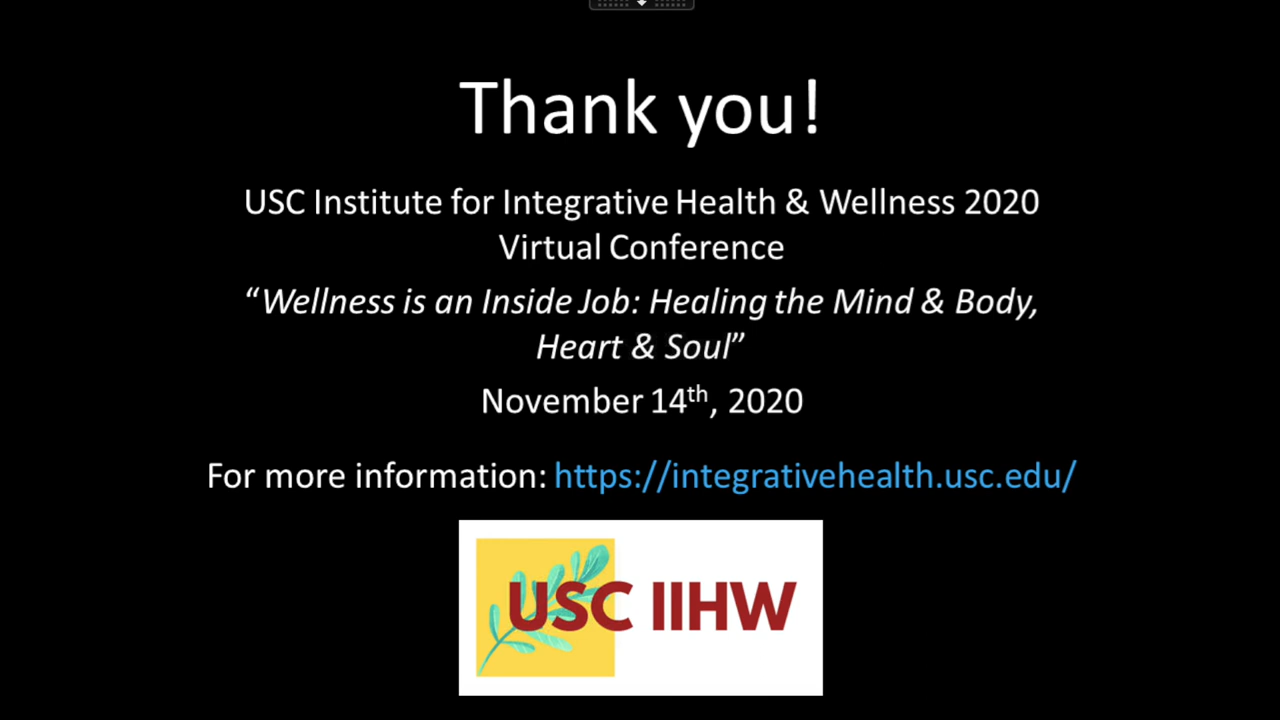 Thank you!
USC Institute for Integrative Health & Wellness 2020
Virtual Conference
“Wellness is an Inside Job: Healing the Mind & Body,
Heart & Soul”
November 14th, 2020
For more information: https://integrativehealth.usc.edu/
USC IIHW